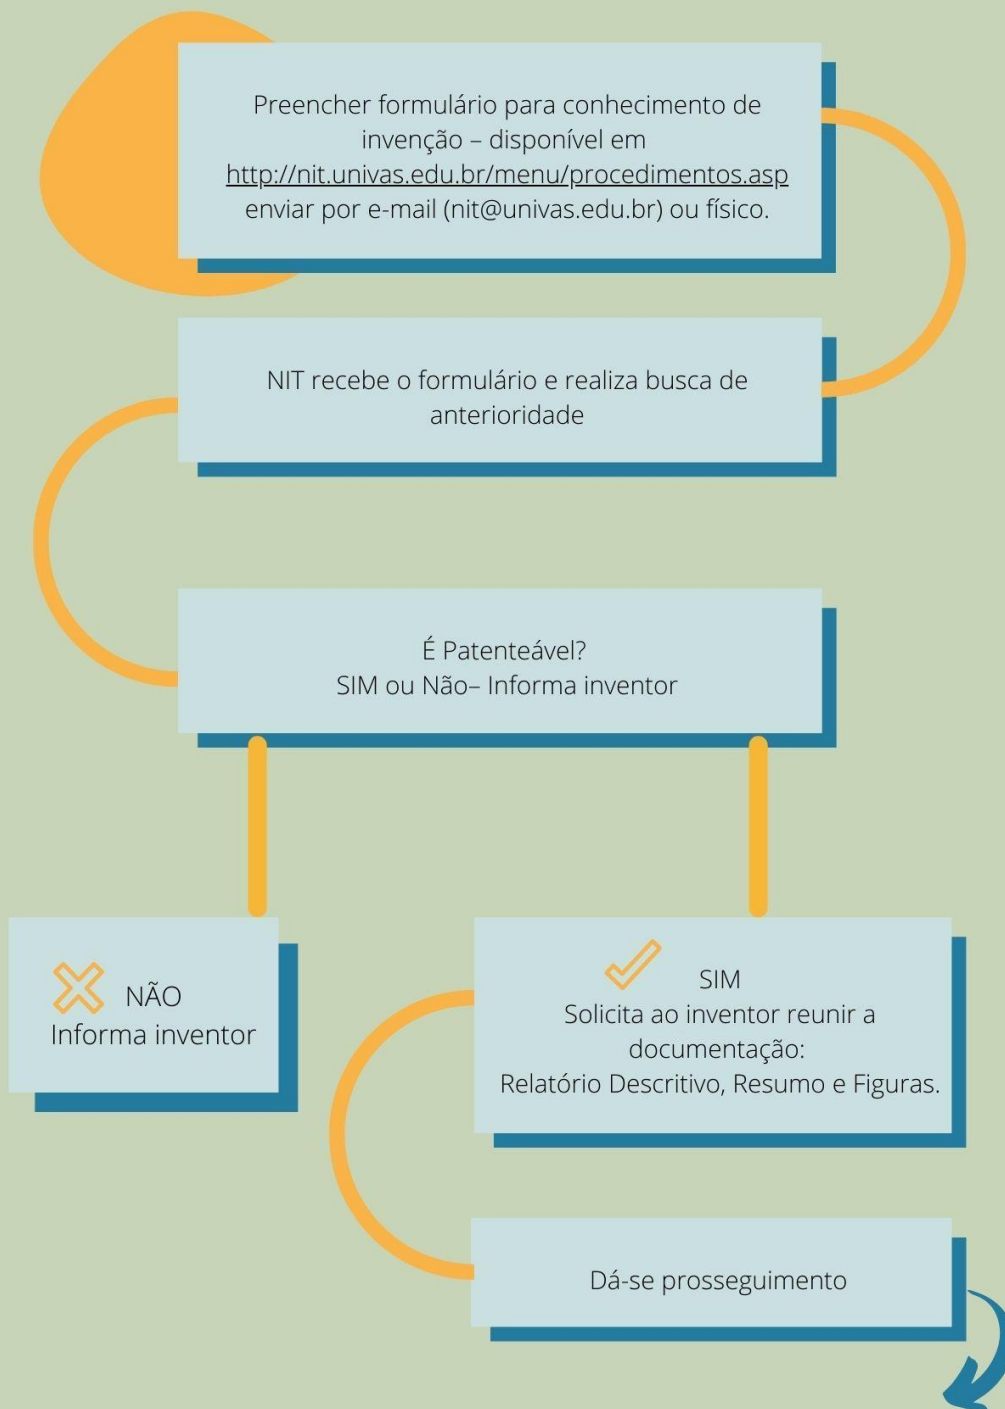 Preencher formulário para conhecimento de
invenção – disponível em
http://nit.univas.edu.br/menu/procedimentos.asp
enviar por e-mail (nit@univas.edu.br) ou físico.
NIT recebe o formulário e realiza busca de
anterioridade
É Patenteável?
SIM ou Não– Informa inventor
NÃO
Informa inventor
SIM
Solicita ao inventor reunir a
documentação:
Relatório Descritivo, Resumo e Figuras.
Dá-se prosseguimento